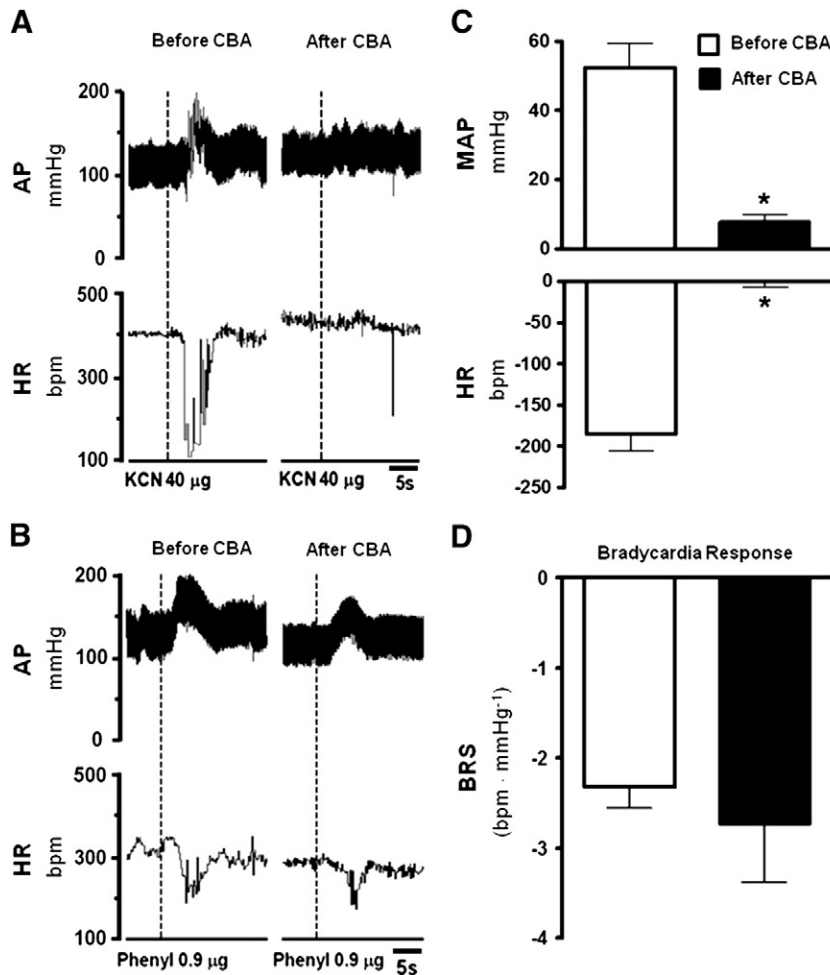 A
Before CBA
After CBA
200
100
0
AP
mmHg
500
300
100
HR
bpm
KCN 40 μg
KCN 40 μg
5s
B
Before CBA
After CBA
200
100
0
AP
mmHg
500
300
100
HR
bpm
Phenyl 0.9 μg
Phenyl 0.9 μg
5s
C
Before CBA
After CBA
60
40
20
0
MAP
mmHg
*
0
-50
-100
-150
-200
-250
HR
bpm
*
D
Bradycardia Response
0
-1
-2
-3
-4
BRS
(bpm · mmHg⁻¹)